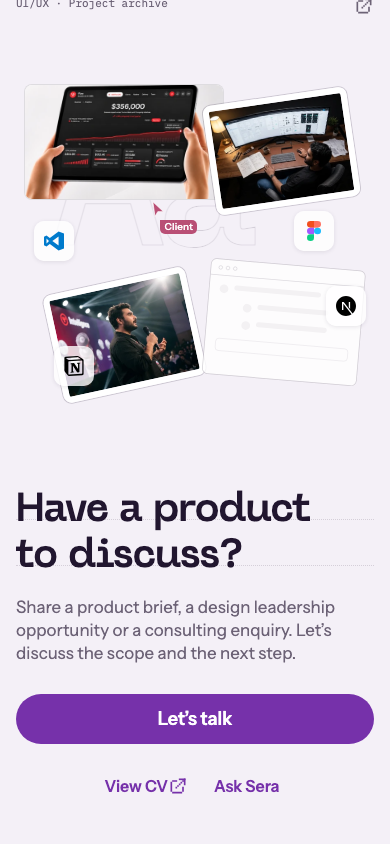 UI/UX · Project archive
$356,000
Client
N
N
Have a product
to discuss?
Share a product brief, a design leadership
opportunity or a consulting enquiry. Let's
discuss the scope and the next step.
Let's talk
View CV
Ask Sera